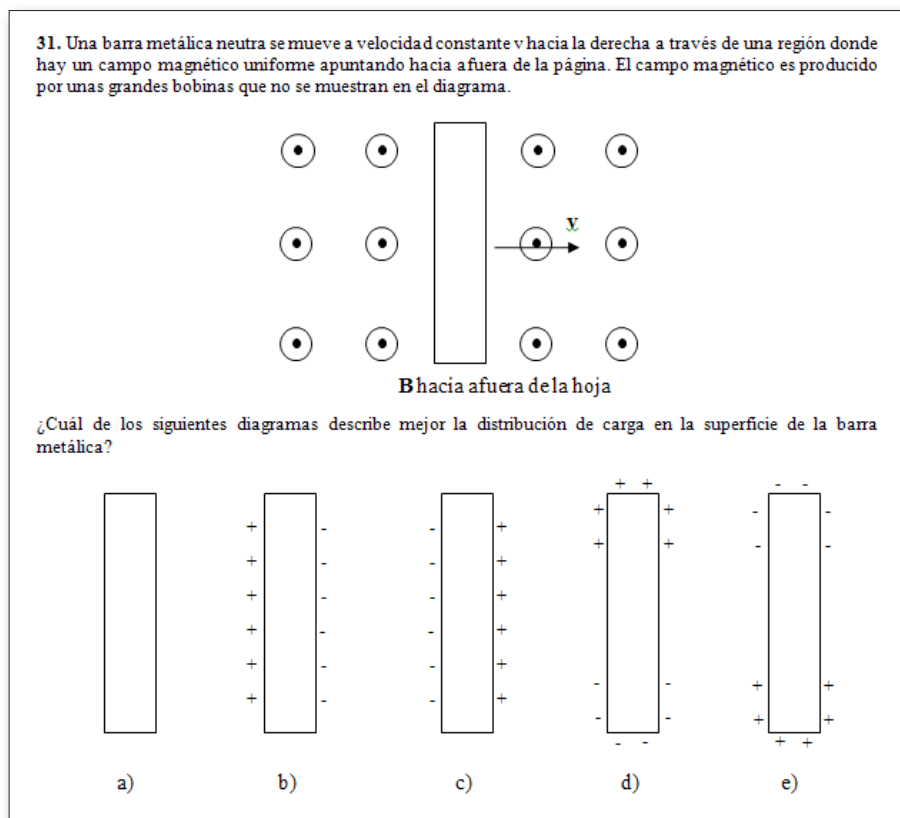 31. Una barra metálica neutra se mueve a velocidad constante v hacia la derecha a través de una región donde
hay un campo magnético uniforme apuntando hacia afuera de la página. El campo magnético es producido
por unas grandes bobinas que no se muestran en el diagrama.
v
B hacia afuera de la hoja
¿Cuál de los siguientes diagramas describe mejor la distribución de carga en la superficie de la barra
metálica?
+ + - -
+ + - -
+ - - +
+ - - + + + - -
+ - - +
+ - - +
+ - - + - - + +
+ - - + - - + +
- - + +
a) b) c) d) e)